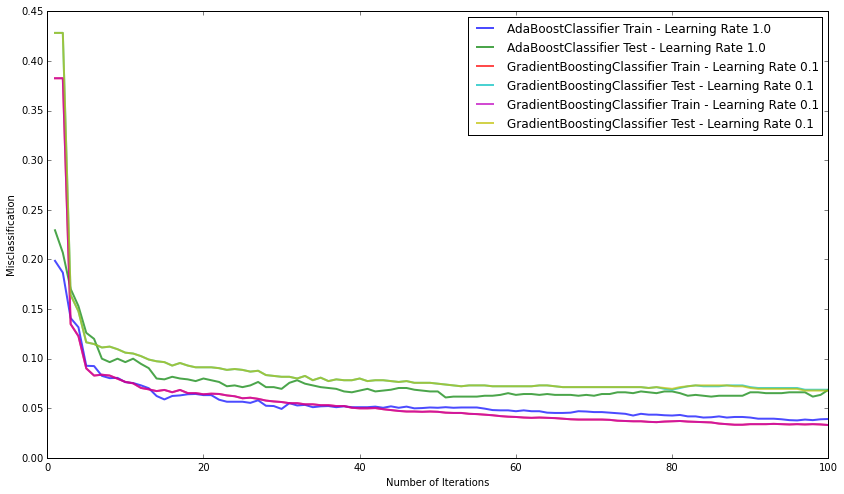 0.45
0.40
0.35
0.30
0.25
0.20
0.15
0.10
0.05
0.00
Misclassification
AdaBoostClassifier Train - Learning Rate 1.0
AdaBoostClassifier Test - Learning Rate 1.0
GradientBoostingClassifier Train - Learning Rate 0.1
GradientBoostingClassifier Test - Learning Rate 0.1
GradientBoostingClassifier Train - Learning Rate 0.1
GradientBoostingClassifier Test - Learning Rate 0.1
0 20 40 60 80 100
Number of Iterations